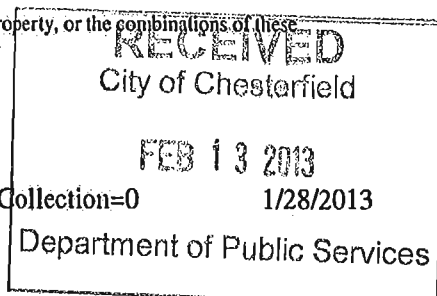 roperty, or the combinations of these
RECEIVED
City of Chesterfield
FEB 13 2013
Collection=0 1/28/2013
Department of Public Services